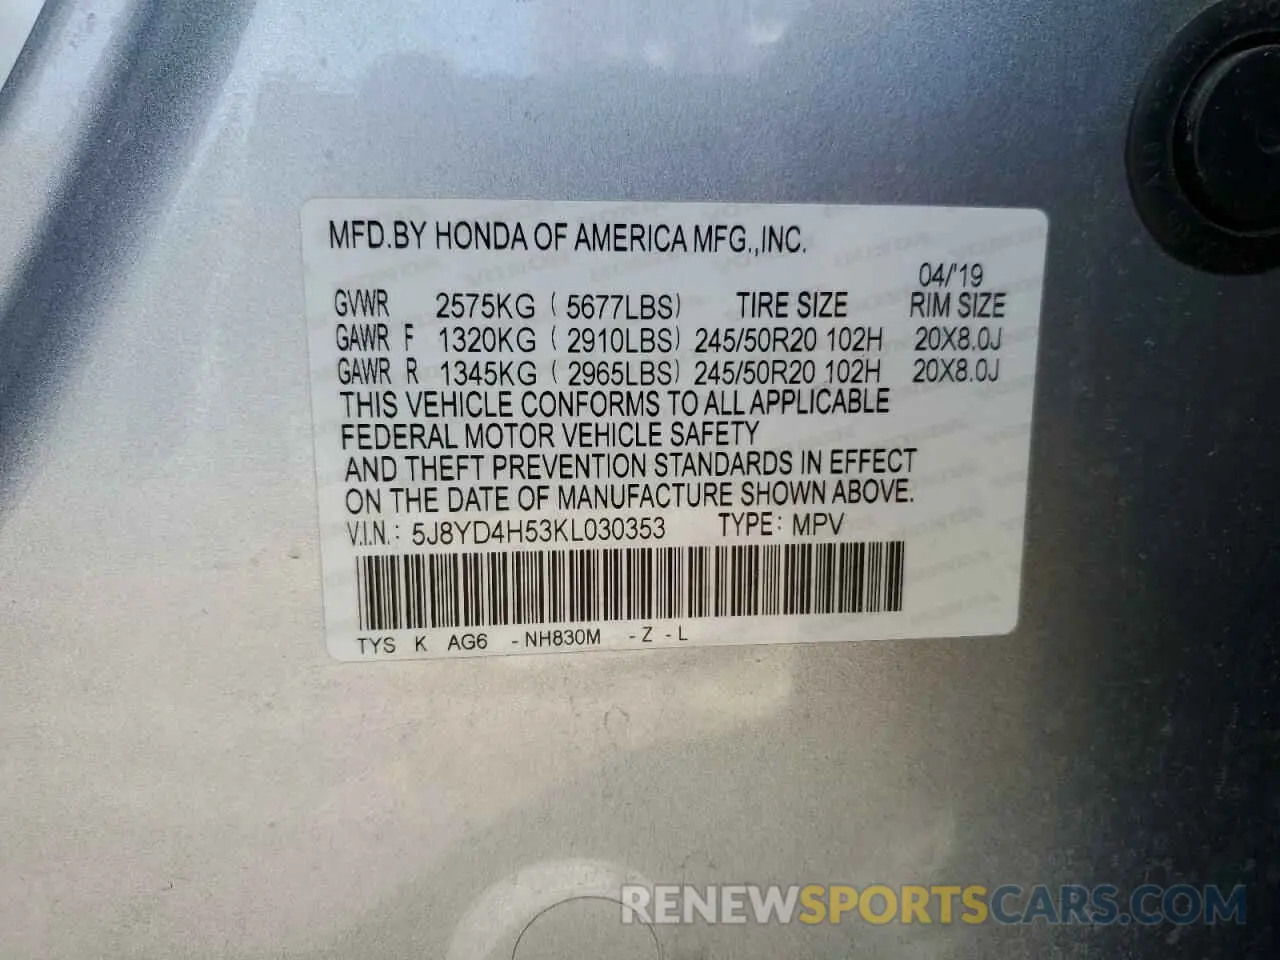 MFD.BY HONDA OF AMERICA MFG.,INC.
04/'19
GVWR 2575KG ( 5677LBS) TIRE SIZE RIM SIZE
GAWR F 1320KG ( 2910LBS) 245/50R20 102H 20X8.0J
GAWR R 1345KG ( 2965LBS) 245/50R20 102H 20X8.0J
THIS VEHICLE CONFORMS TO ALL APPLICABLE
FEDERAL MOTOR VEHICLE SAFETY
AND THEFT PREVENTION STANDARDS IN EFFECT
ON THE DATE OF MANUFACTURE SHOWN ABOVE.
V.I.N.: 5J8YD4H53KL030353 TYPE: MPV
TYS K AG6 -NH830M -Z -L
RENEWSPORTSCARS.COM